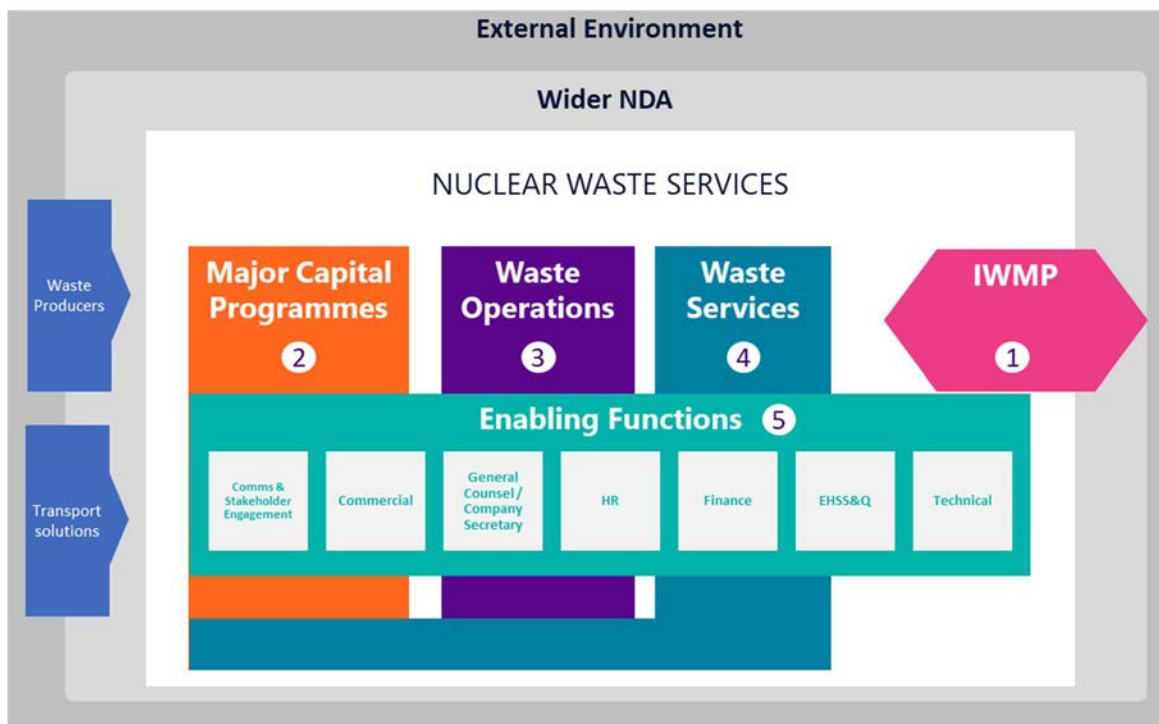 External Environment
Wider NDA
NUCLEAR WASTE SERVICES
Waste
Producers
Transport
solutions
Major Capital
Programmes
2
Waste
Operations
3
Waste
Services
4
IWMP
1
Enabling Functions 5
Comms &
Stakeholder
Engagement
Commercial
General
Counsel /
Company
Secretary
HR
Finance
EHSS&Q
Technical